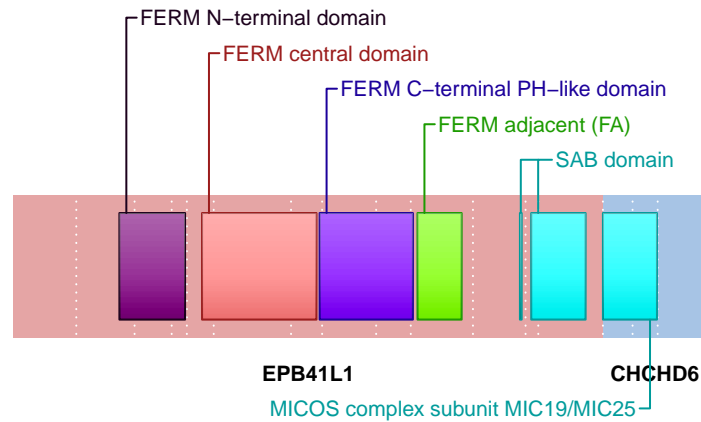 FERM N−terminal domain
FERM central domain
FERM C−terminal PH−like domain
FERM adjacent (FA)
SAB domain
EPB41L1
CHCHD6
MICOS complex subunit MIC19/MIC25